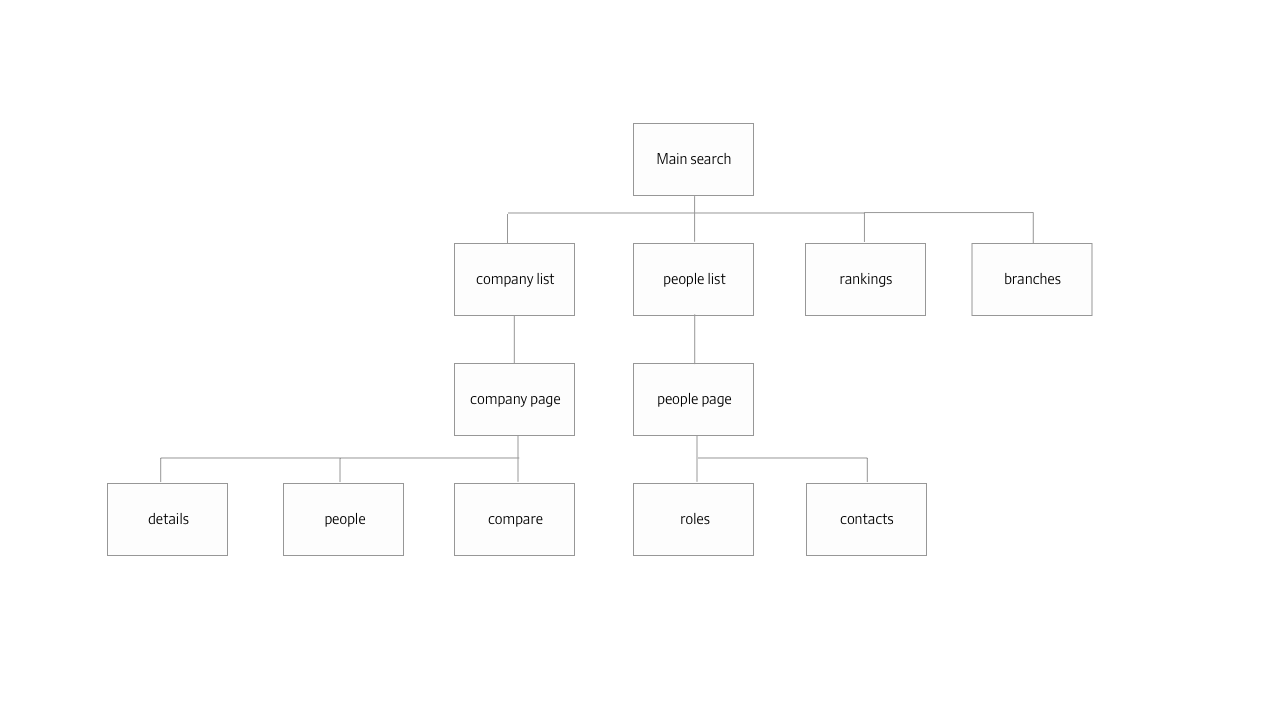 Main search
company list
people list
rankings
branches
company page
people page
details
people
compare
roles
contacts